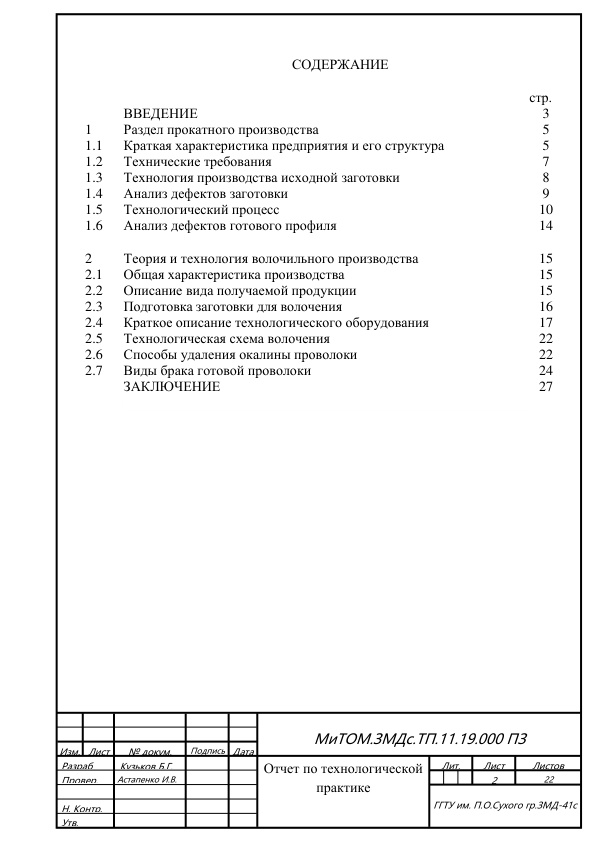 СОДЕРЖАНИЕ
стр.
ВВЕДЕНИЕ 3
1 Раздел прокатного производства 5
1.1 Краткая характеристика предприятия и его структура 5
1.2 Технические требования 7
1.3 Технология производства исходной заготовки 8
1.4 Анализ дефектов заготовки 9
1.5 Технологический процесс 10
1.6 Анализ дефектов готового профиля 14
2 Теория и технология волочильного производства 15
2.1 Общая характеристика производства 15
2.2 Описание вида получаемой продукции 15
2.3 Подготовка заготовки для волочения 16
2.4 Краткое описание технологического оборудования 17
2.5 Технологическая схема волочения 22
2.6 Способы удаления окалины проволоки 22
2.7 Виды брака готовой проволоки 24
ЗАКЛЮЧЕНИЕ 27
МиТОМ.ЗМДс.ТП.11.19.000 ПЗ
Изм. Лист № докум. Подпись Дата
Разраб Кузьков Б.Г
Провер. Астапенко И.В.
Н. Контр.
Утв.
Отчет по технологической
практике
Лит. Лист Листов
2 22
ГГТУ им. П.О.Сухого гр.ЗМД-41с